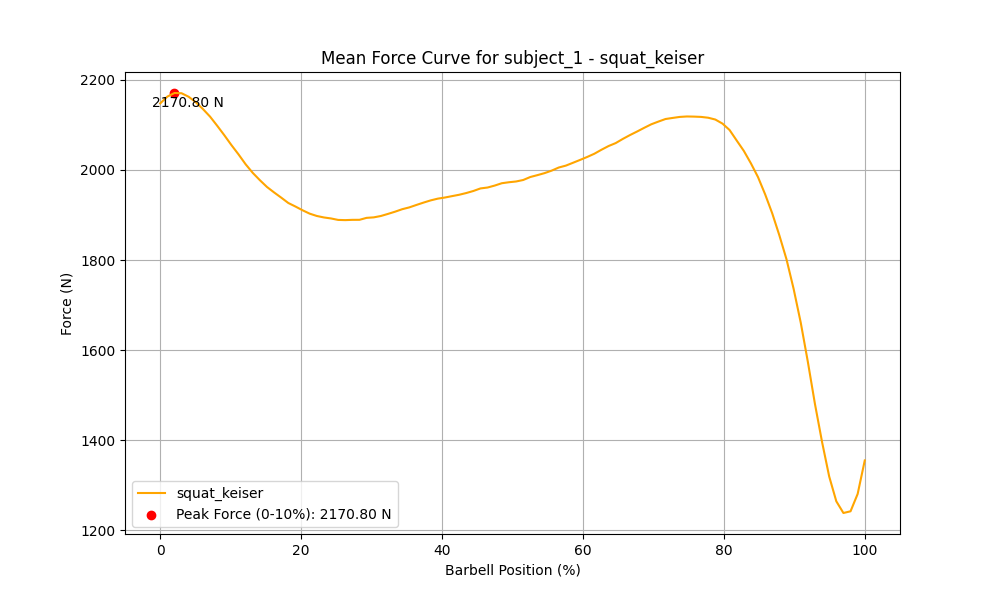 Mean Force Curve for subject_1 - squat_keiser
2200
2170.80 N
2000
1800
1600
1400
1200
Force (N)
squat_keiser
Peak Force (0-10%): 2170.80 N
0 20 40 60 80 100
Barbell Position (%)